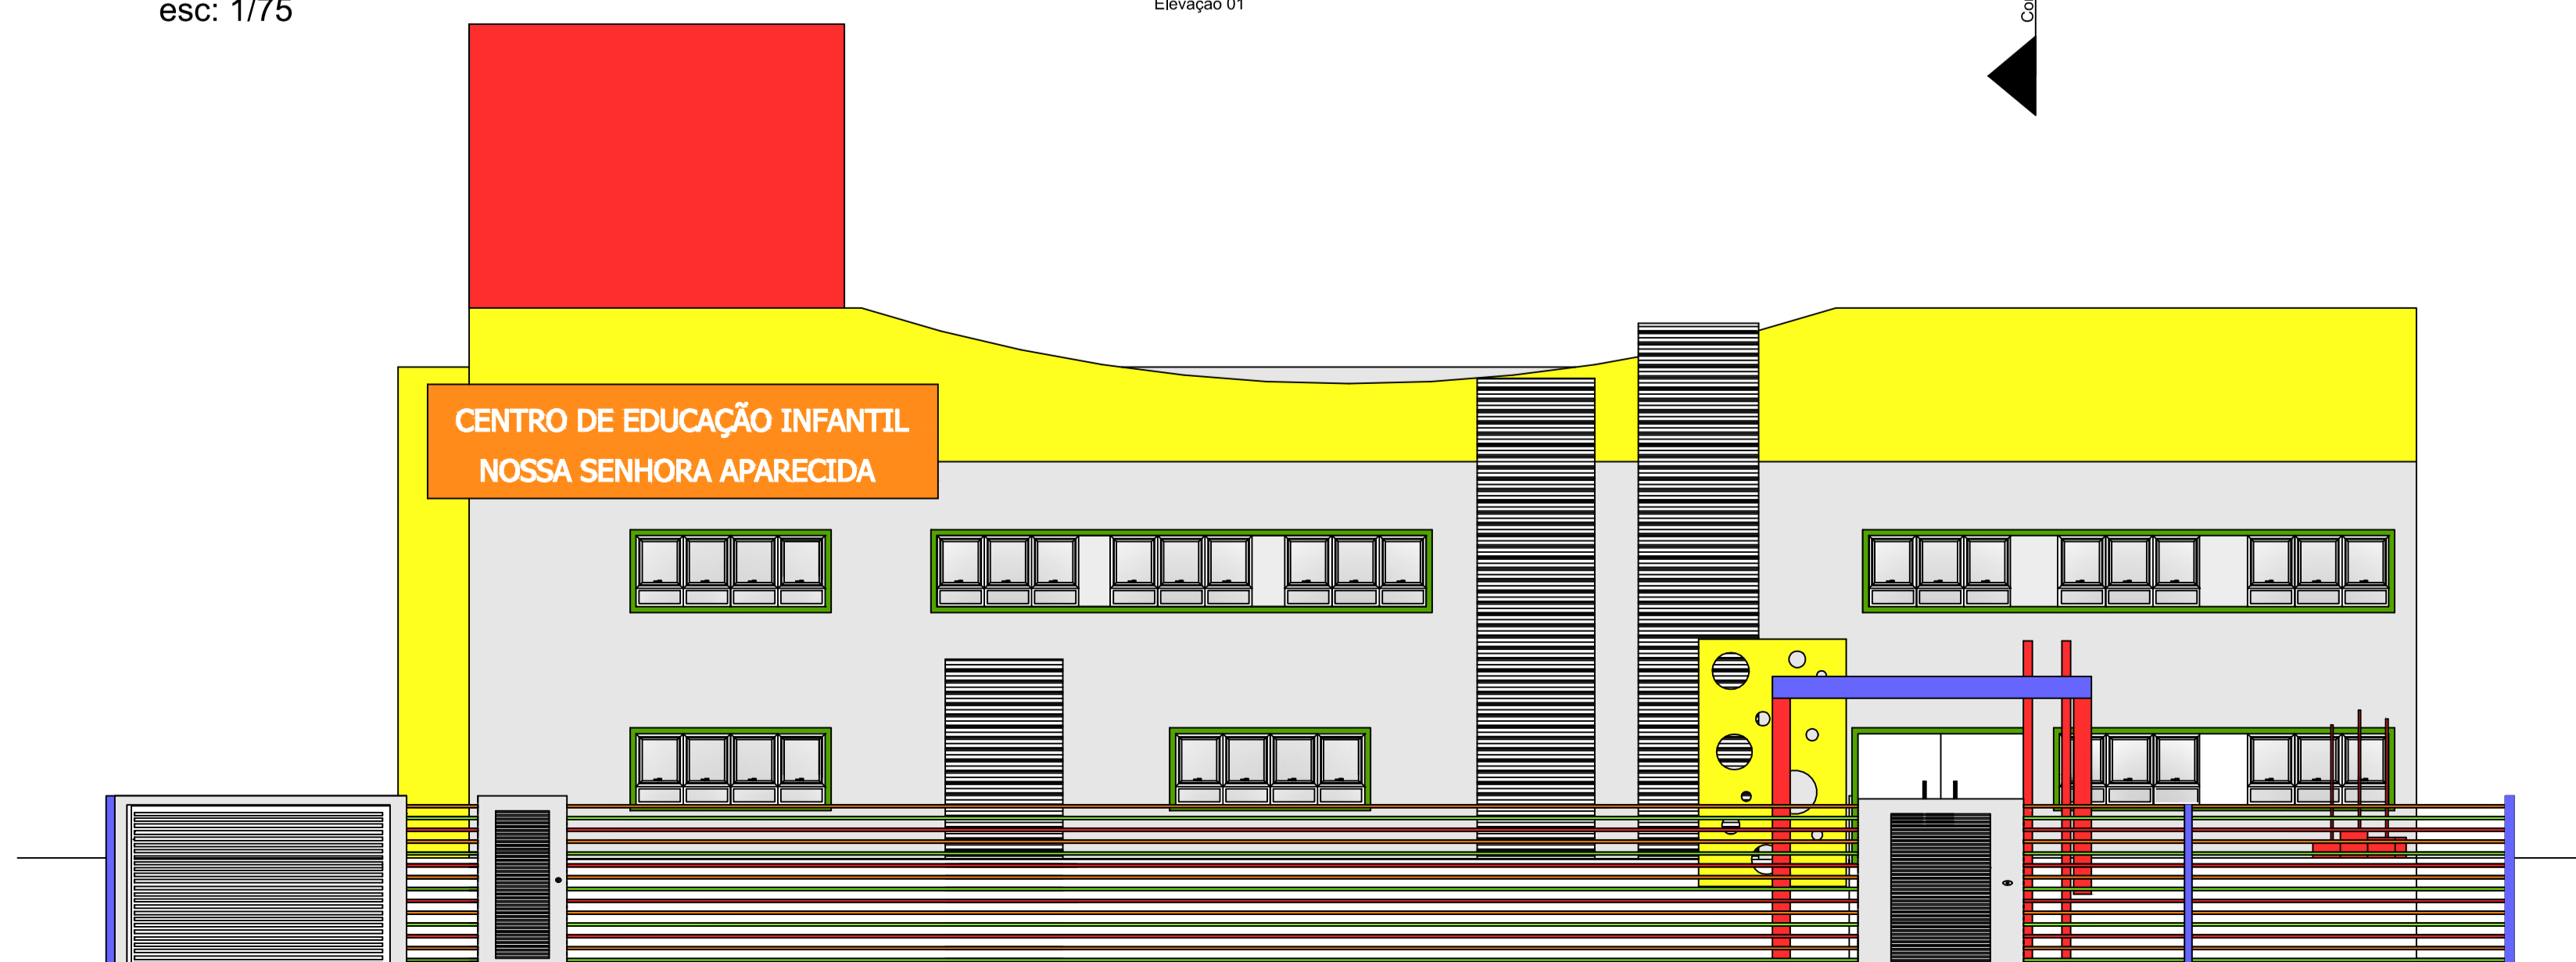 esc: 1/75
Elevação 01
CENTRO DE EDUCAÇÃO INFANTIL
NOSSA SENHORA APARECIDA